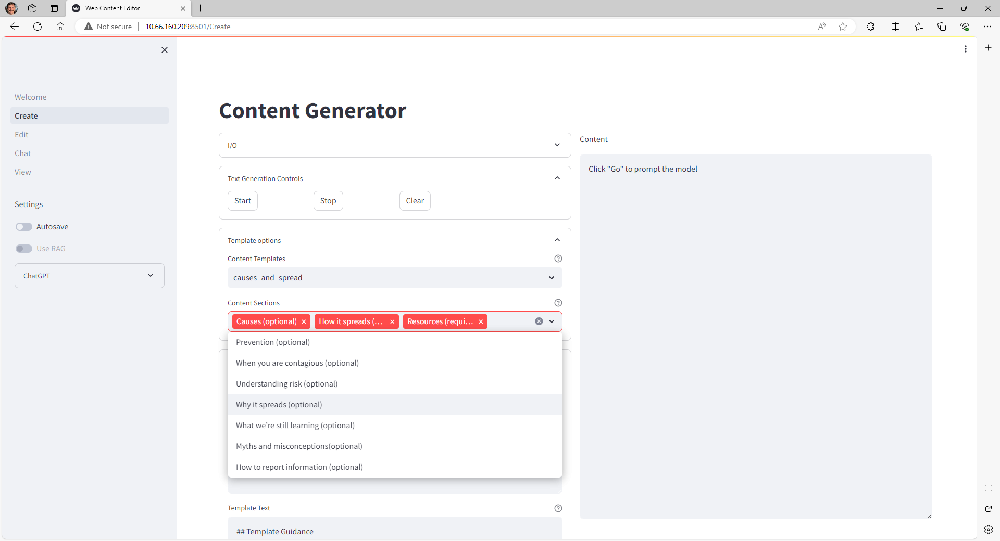 Web Content Editor
Not secure
10.66.160.209:8501/Create
Welcome
Create
Edit
Chat
View
Settings
Autosave
Use RAG
ChatGPT
Content Generator
I/O
Text Generation Controls
Start
Stop
Clear
Template options
Content Templates
causes_and_spread
Content Sections
Causes (optional)
How it spreads (...
Resources (requi...
Prevention (optional)
When you are contagious (optional)
Understanding risk (optional)
Why it spreads (optional)
What we’re still learning (optional)
Myths and misconceptions(optional)
How to report information (optional)
Template Text
## Template Guidance
Content
Click "Go" to prompt the model